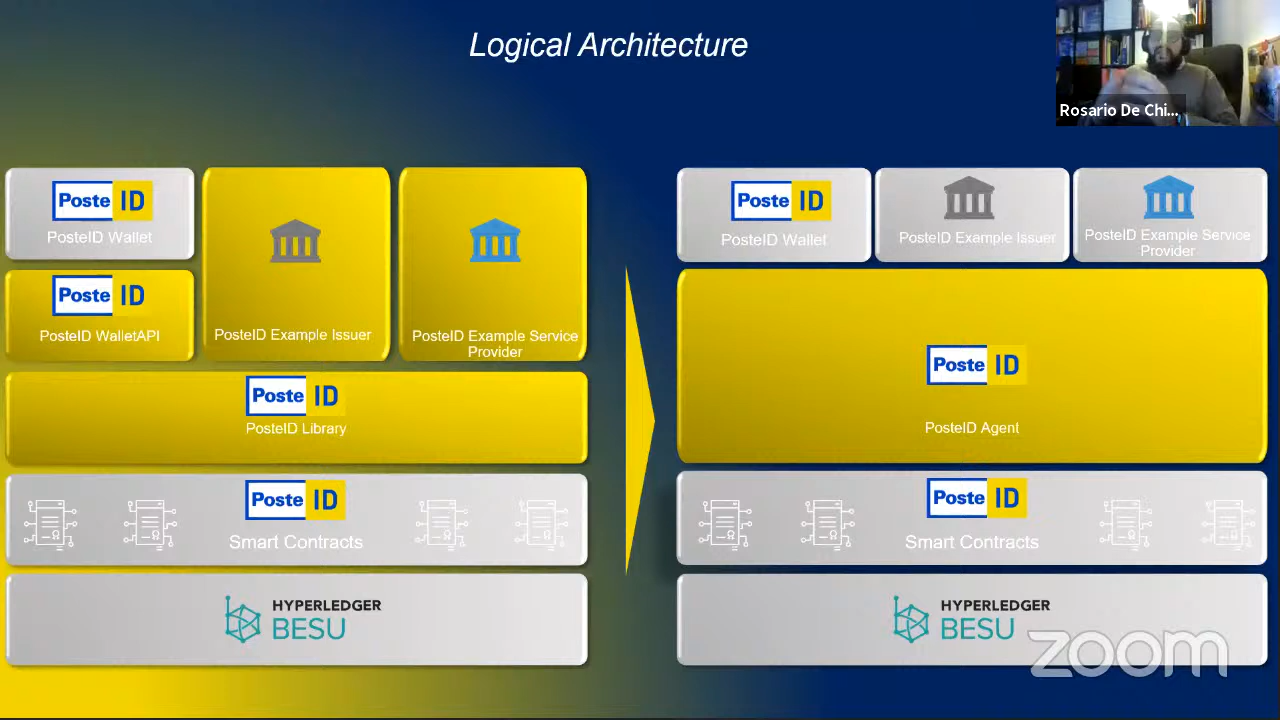 Logical Architecture
Rosario De Chi...
Poste ID
PosteID Wallet
Poste ID
PosteID WalletAPI
PosteID Example Issuer
PosteID Example Service
Provider
Poste ID
PosteID Library
Poste ID
Smart Contracts
HYPERLEDGER
BESU
Poste ID
PosteID Wallet
PosteID Example Issuer
PosteID Example Service
Provider
Poste ID
PosteID Agent
Poste ID
Smart Contracts
HYPERLEDGER
BESU
zoom